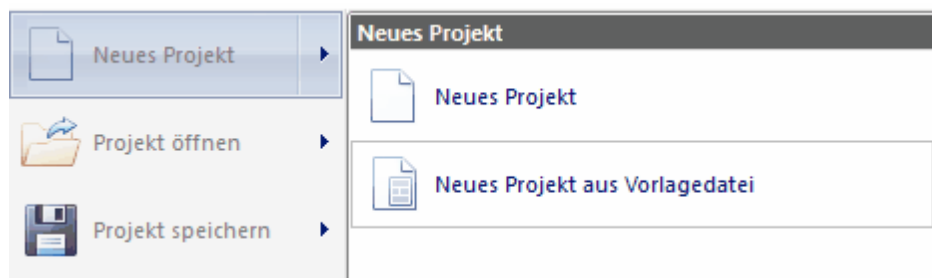 Neues Projekt
Projekt öffnen
Projekt speichern
Neues Projekt
Neues Projekt
Neues Projekt aus Vorlagedatei